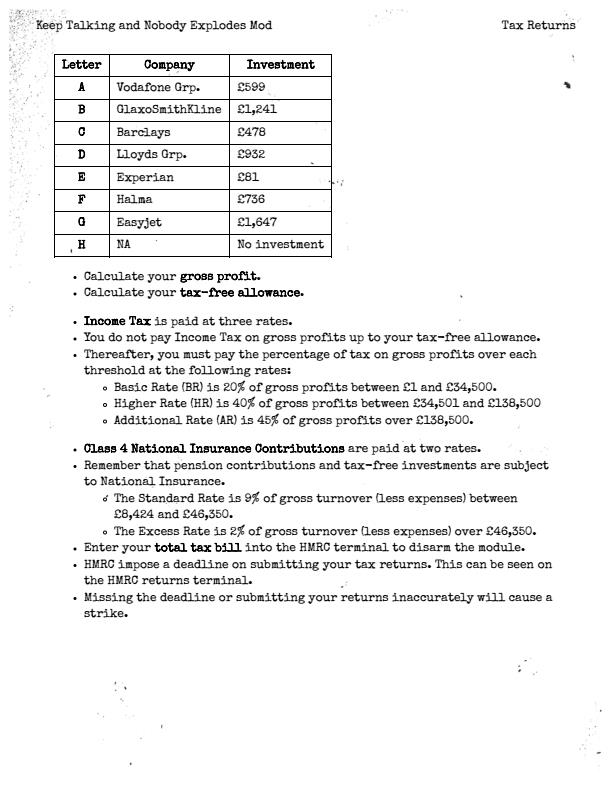 Keep Talking and Nobody Explodes Mod Tax Returns
Letter Company Investment
A Vodafone Grp. £599
B GlaxoSmithKline £1,241
C Barclays £478
D Lloyds Grp. £932
E Experian £81
F Halma £736
G Easyjet £1,647
H NA No investment
• Calculate your gross profit.
• Calculate your tax-free allowance.
• Income Tax is paid at three rates.
• You do not pay Income Tax on gross profits up to your tax-free allowance.
• Thereafter, you must pay the percentage of tax on gross profits over each
threshold at the following rates:
◦ Basic Rate (BR) is 20% of gross profits between £1 and £34,500.
◦ Higher Rate (HR) is 40% of gross profits between £34,501 and £138,500
◦ Additional Rate (AR) is 45% of gross profits over £138,500.
• Class 4 National Insurance Contributions are paid at two rates.
• Remember that pension contributions and tax-free investments are subject
to National Insurance.
◦ The Standard Rate is 9% of gross turnover (less expenses) between
£8,424 and £46,350.
◦ The Excess Rate is 2% of gross turnover (less expenses) over £46,350.
• Enter your total tax bill into the HMRC terminal to disarm the module.
• HMRC impose a deadline on submitting your tax returns. This can be seen on
the HMRC returns terminal.
• Missing the deadline or submitting your returns inaccurately will cause a
strike.